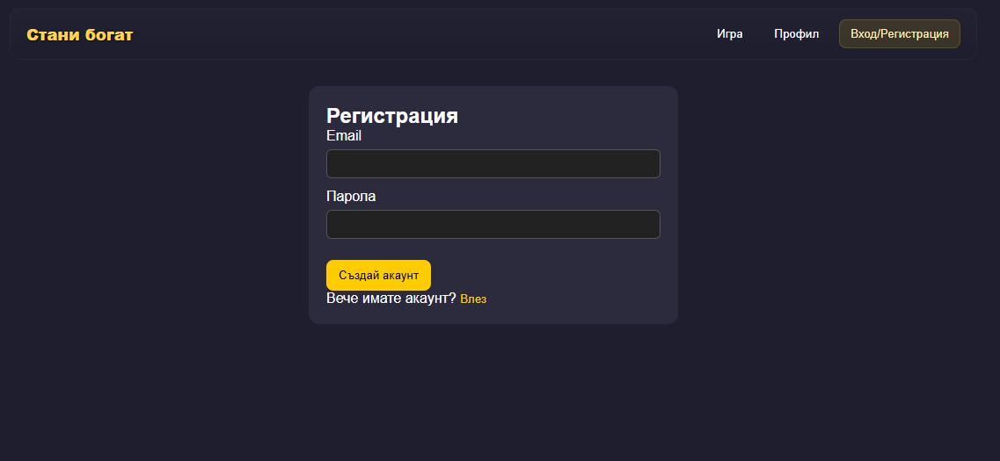 Стани богат
Игра Профил Вход/Регистрация
Регистрация
Email
Парола
Създай акаунт
Вече имате акаунт? Влез